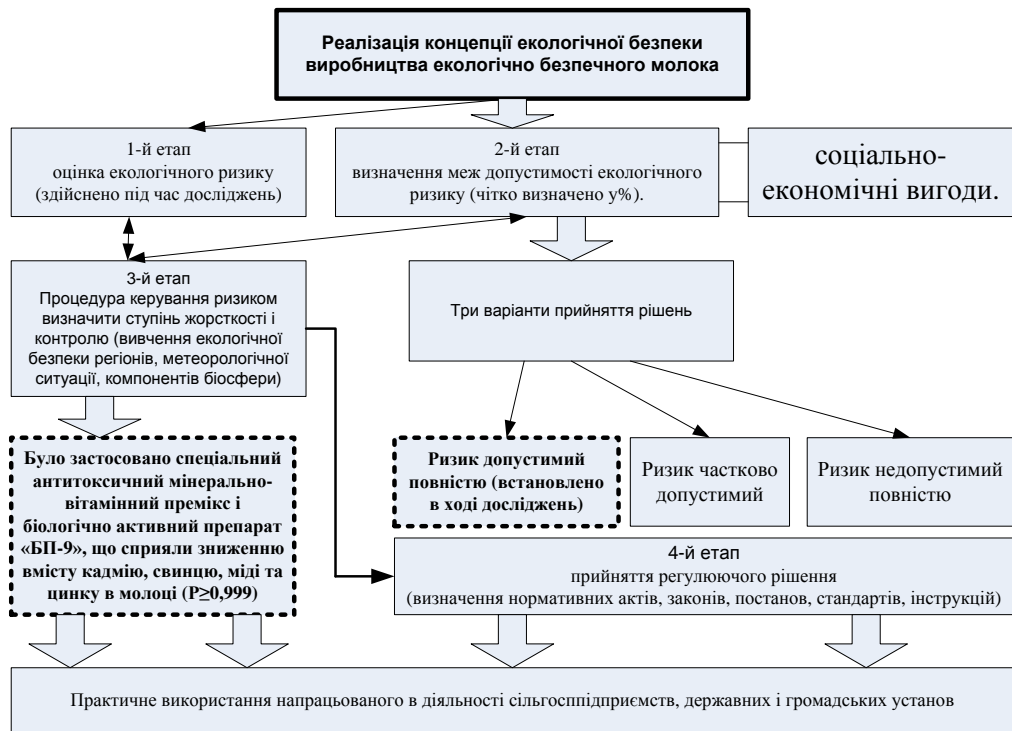 Реалізація концепції екологічної безпеки
виробництва екологічно безпечного молока
1-й етап
оцінка екологічного ризику
(здійснено під час досліджень)
2-й етап
визначення меж допустимості екологічного
ризику (чітко визначено у%).
соціально-
економічні вигоди.
3-й етап
Процедура керування ризиком
визначити ступінь жорсткості і
контролю (вивчення екологічної
безпеки регіонів, метеорологічної
ситуації, компонентів біосфери)
Три варіанти прийняття рішень
Було застосовано спеціальний
антитоксичний мінерально-
вітамінний премікс і
біологічно активний препарат
«БП-9», що сприяли зниженню
вмісту кадмію, свинцю, міді та
цинку в молоці (Р≥0,999)
Ризик допустимий
повністю (встановлено
в ході досліджень)
Ризик частково
допустимий
Ризик недопустимий
повністю
4-й етап
прийняття регулюючого рішення
(визначення нормативних актів, законів, постанов, стандартів, інструкцій)
Практичне використання напрацьованого в діяльності сільгосппідприємств, державних і громадських установ